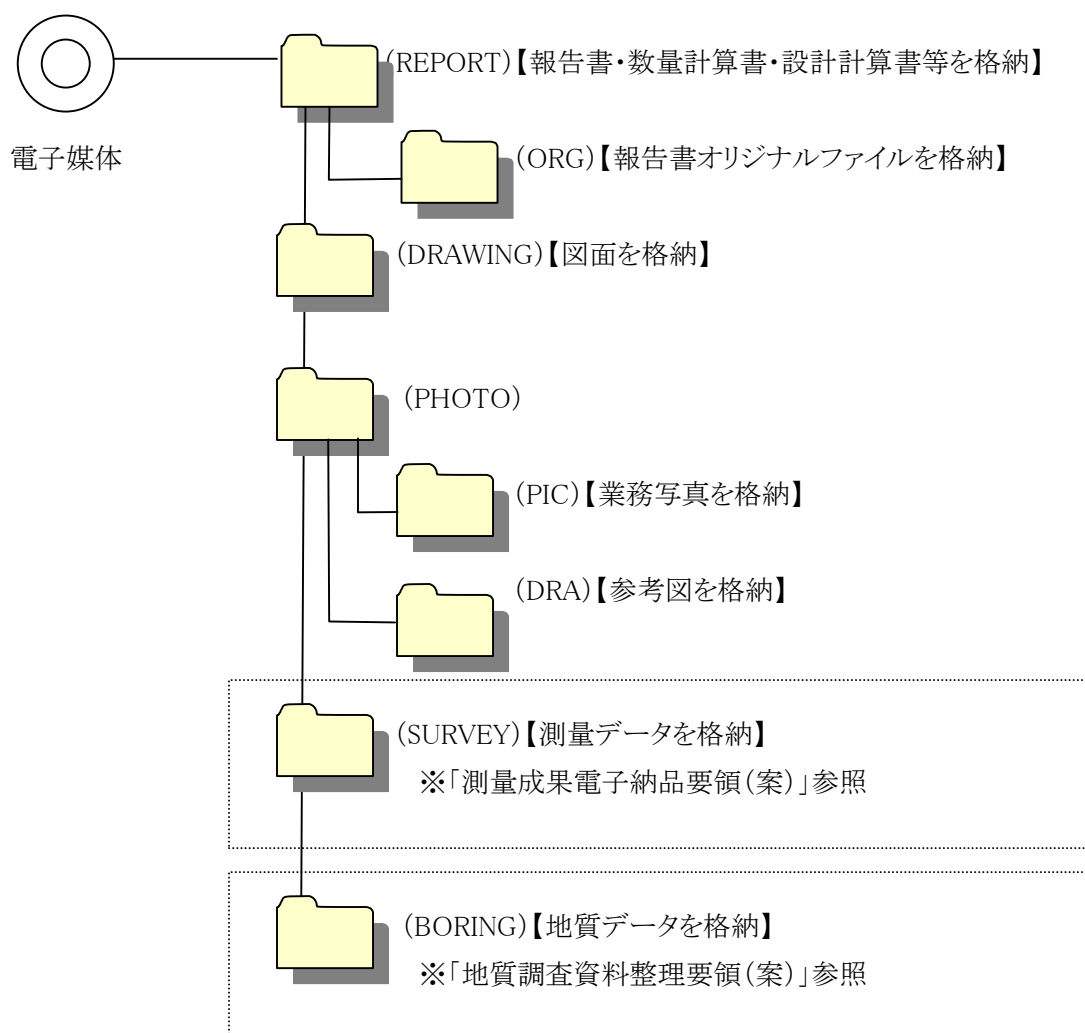 (REPORT)【報告書・数量計算書・設計計算書等を格納】
電子媒体
(ORG)【報告書オリジナルファイルを格納】
(DRAWING)【図面を格納】
(PHOTO)
(PIC)【業務写真を格納】
(DRA)【参考図を格納】
(SURVEY)【測量データを格納】
※「測量成果電子納品要領(案)」参照
(BORING)【地質データを格納】
※「地質調査資料整理要領(案)」参照